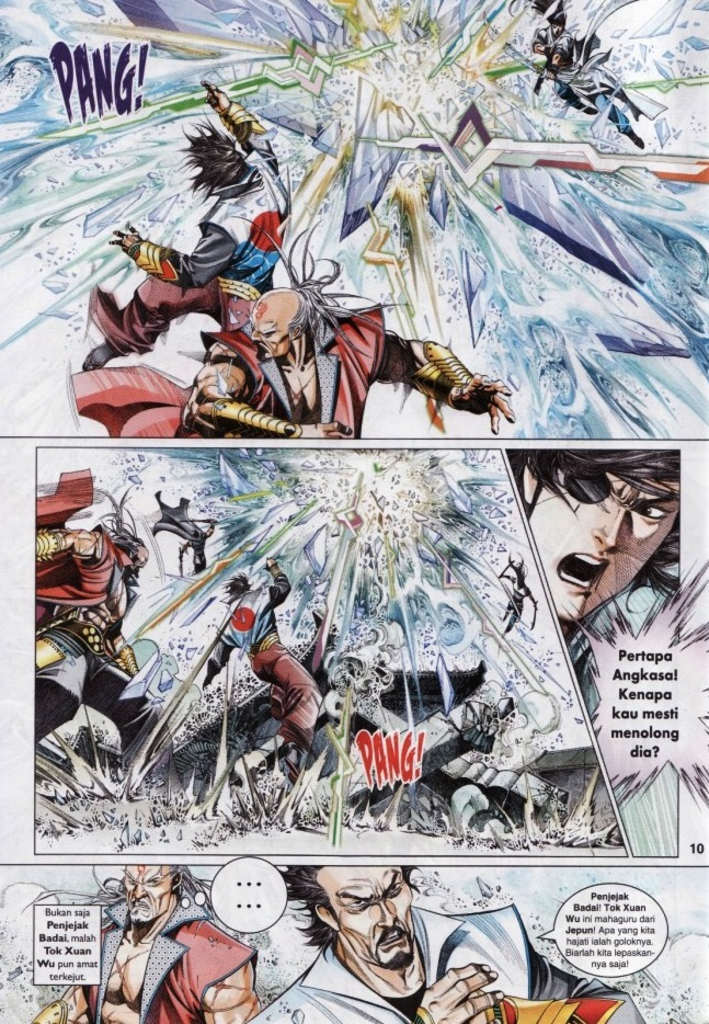 PANG!
Pertapa
Angkasa!
Kenapa
kau mesti
menolong
dia?
PANG!
10
Bukan saja
Penjejak
Badai, malah
Tok Xuan
Wu pun amat
terkejut.
...
...
Penjejak
Badai! Tok Xuan
Wu ini mahaguru dari
Jepun! Apa yang kita
hajati ialah goloknya.
Biarlah kita lepaskan-
nya saja!